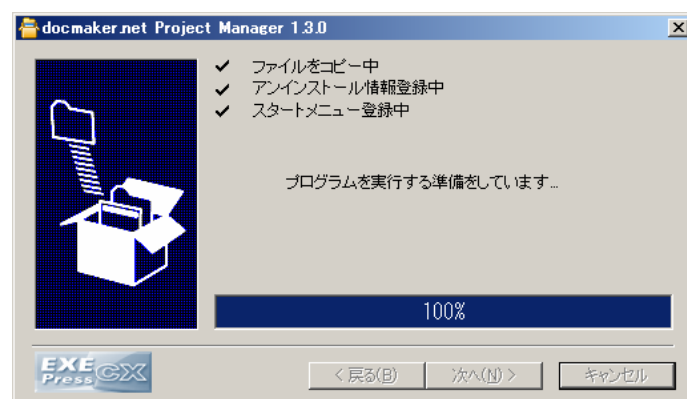 docmaker.net Project Manager 1.3.0
✓ ファイルをコピー中
✓ アンインストール情報登録中
✓ スタートメニュー登録中
プログラムを実行する準備をしています...
100%
EXE Press CX
< 戻る(B) 次へ(N) > キャンセル